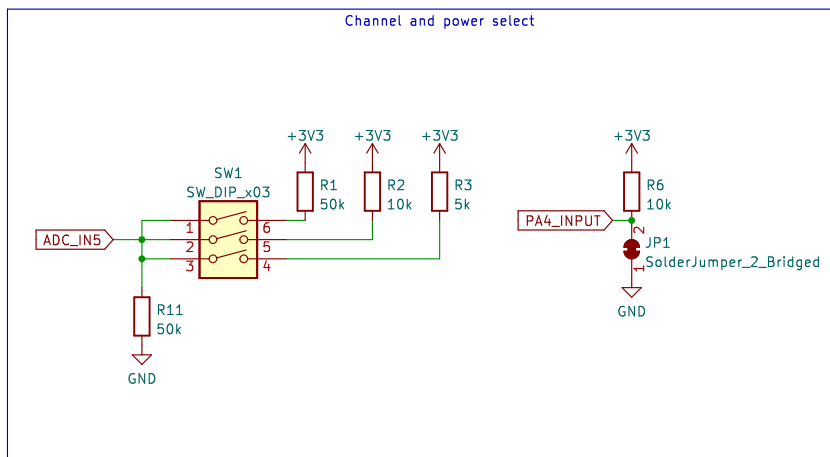 Channel and power select
+3V3
+3V3
+3V3
+3V3
SW1
SW_DIP_x03
R1
50k
R2
10k
R3
5k
R6
10k
1
6
2
5
3
4
ADC_IN5
PA4_INPUT
2
JP1
1
SolderJumper_2_Bridged
R11
50k
GND
GND